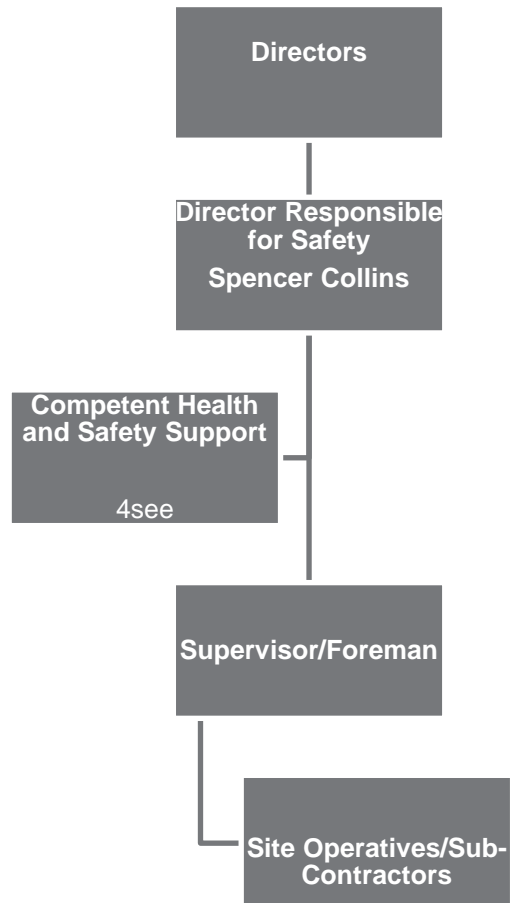 Directors
Director Responsible
for Safety
Spencer Collins
Competent Health
and Safety Support
4see
Supervisor/Foreman
Site Operatives/Sub-
Contractors